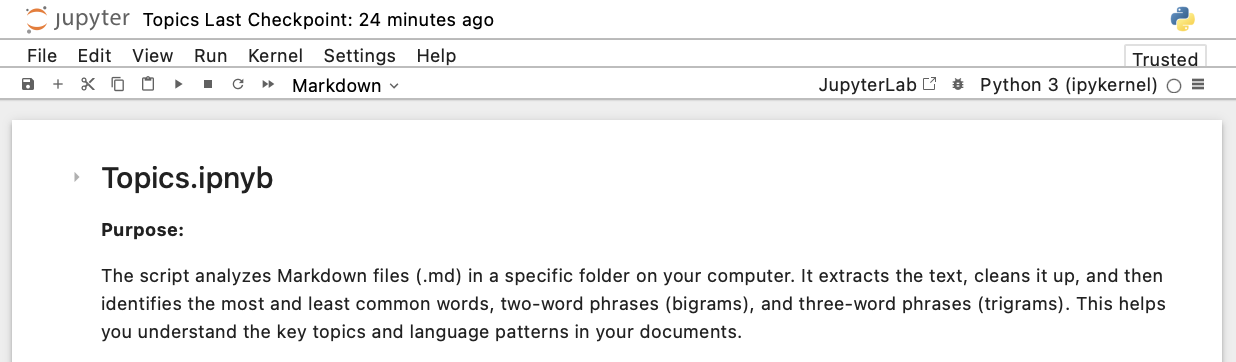 jupyter Topics Last Checkpoint: 24 minutes ago
File Edit View Run Kernel Settings Help
Trusted
Markdown JupyterLab Python 3 (ipykernel)
Topics.ipnyb
Purpose:
The script analyzes Markdown files (.md) in a specific folder on your computer. It extracts the text, cleans it up, and then
identifies the most and least common words, two-word phrases (bigrams), and three-word phrases (trigrams). This helps
you understand the key topics and language patterns in your documents.